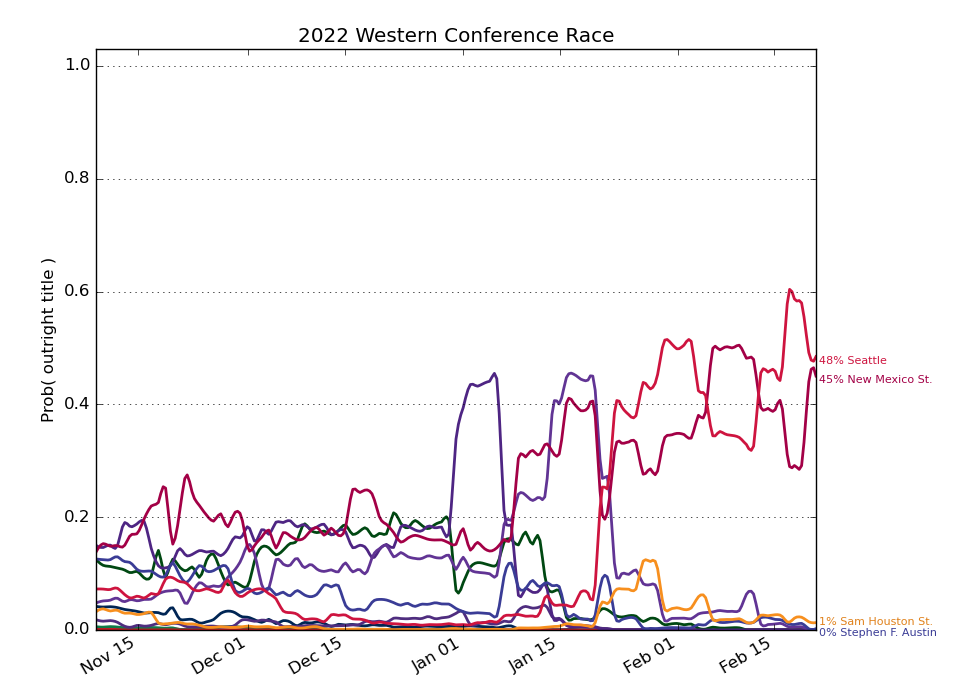 2022 Western Conference Race
Prob( outright title )
1.0
0.8
0.6
0.4
0.2
0.0
48% Seattle
45% New Mexico St.
1% Sam Houston St.
0% Stephen F. Austin
Nov 15
Dec 01
Dec 15
Jan 01
Jan 15
Feb 01
Feb 15